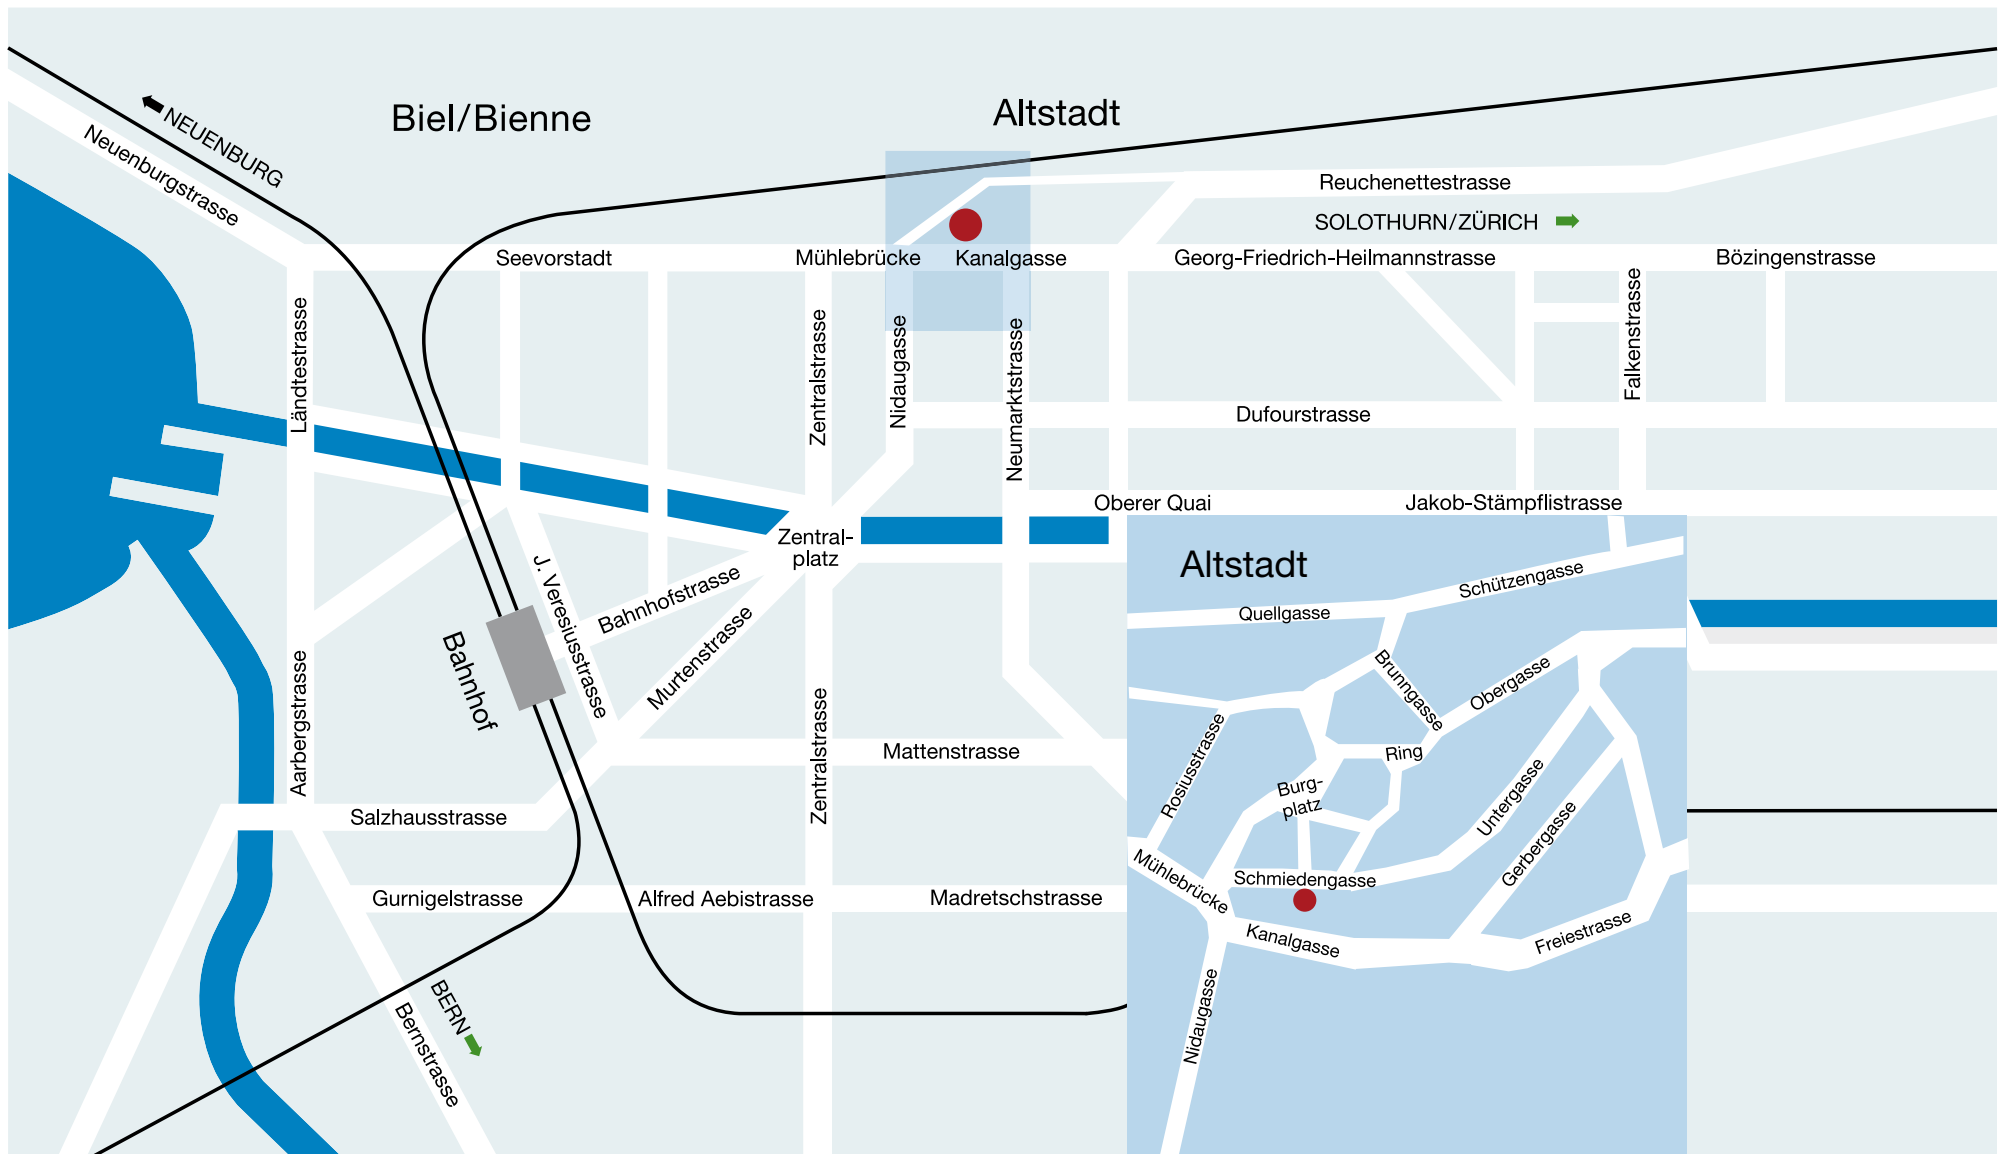 Biel/Bienne
Altstadt
NEUENBURG
Neuenburgstrasse
Reuchenettestrasse
SOLOTHURN/ZÜRICH
Seevorstadt
Mühlebrücke
Kanalgasse
Georg-Friedrich-Heilmannstrasse
Bözingenstrasse
Ländtestrasse
Zentralstrasse
Nidaugasse
Neumarktstrasse
Falkenstrasse
Dufourstrasse
Oberer Quai
Jakob-Stämpflistrasse
Zentral-
platz
J. Veresiusstrasse
Bahnhofstrasse
Murtenstrasse
Bahnhof
Aarbergstrasse
Zentralstrasse
Mattenstrasse
Salzhausstrasse
Gurnigelstrasse
Alfred Aebistrasse
Madretschstrasse
BERN
Bernstrasse
Altstadt
Schützengasse
Quellgasse
Brunngasse
Obergasse
Rosiusstrasse
Ring
Burg-
platz
Untergasse
Gerbergasse
Mühlebrücke
Schmiedengasse
Kanalgasse
Freiestrasse
Nidaugasse